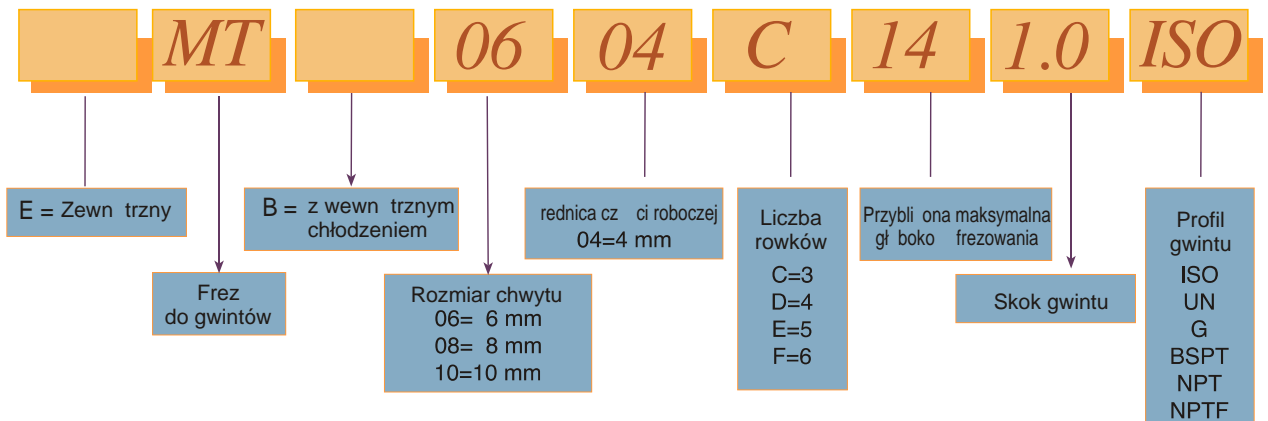 MT 06 04 C 14 1.0 ISO
E = Zewn trzny
Frez
do gwintów
B = z wewn trznym
chłodzeniem
Rozmiar chwytu
06= 6 mm
08= 8 mm
10=10 mm
rednica cz ci roboczej
04=4 mm
Liczba
rowków
C=3
D=4
E=5
F=6
Przybli ona maksymalna
gł boko frezowania
Skok gwintu
Profil
gwintu
ISO
UN
G
BSPT
NPT
NPTF